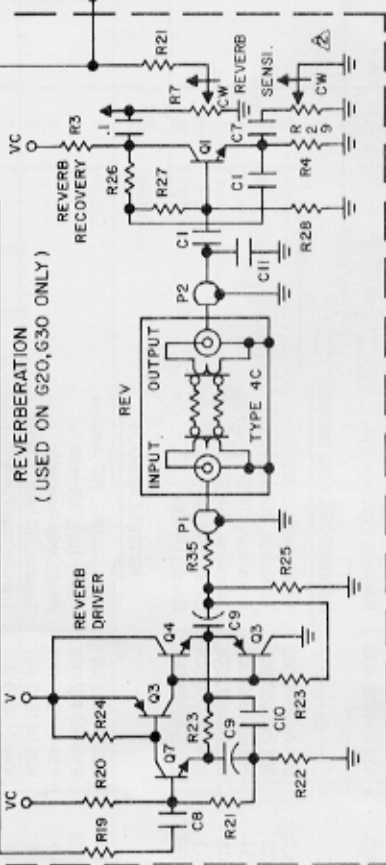 REVERBERATION
(USED ON G20,G30 ONLY)
VC
V
VC
R19
R20
R24
REVERB
DRIVER
Q7
Q3
Q4
C8
R21
R23
C9
C10
R22
C9
Q3
R23
R35
R25
P1
REV
INPUT
OUTPUT
TYPE 4C
P2
C11
C1
REVERB
RECOVERY
R3
R26
R27
R28
.1
Q1
C1
R4
C7
R7
CW
REVERB
SENSI.
R29
CW
R21
2